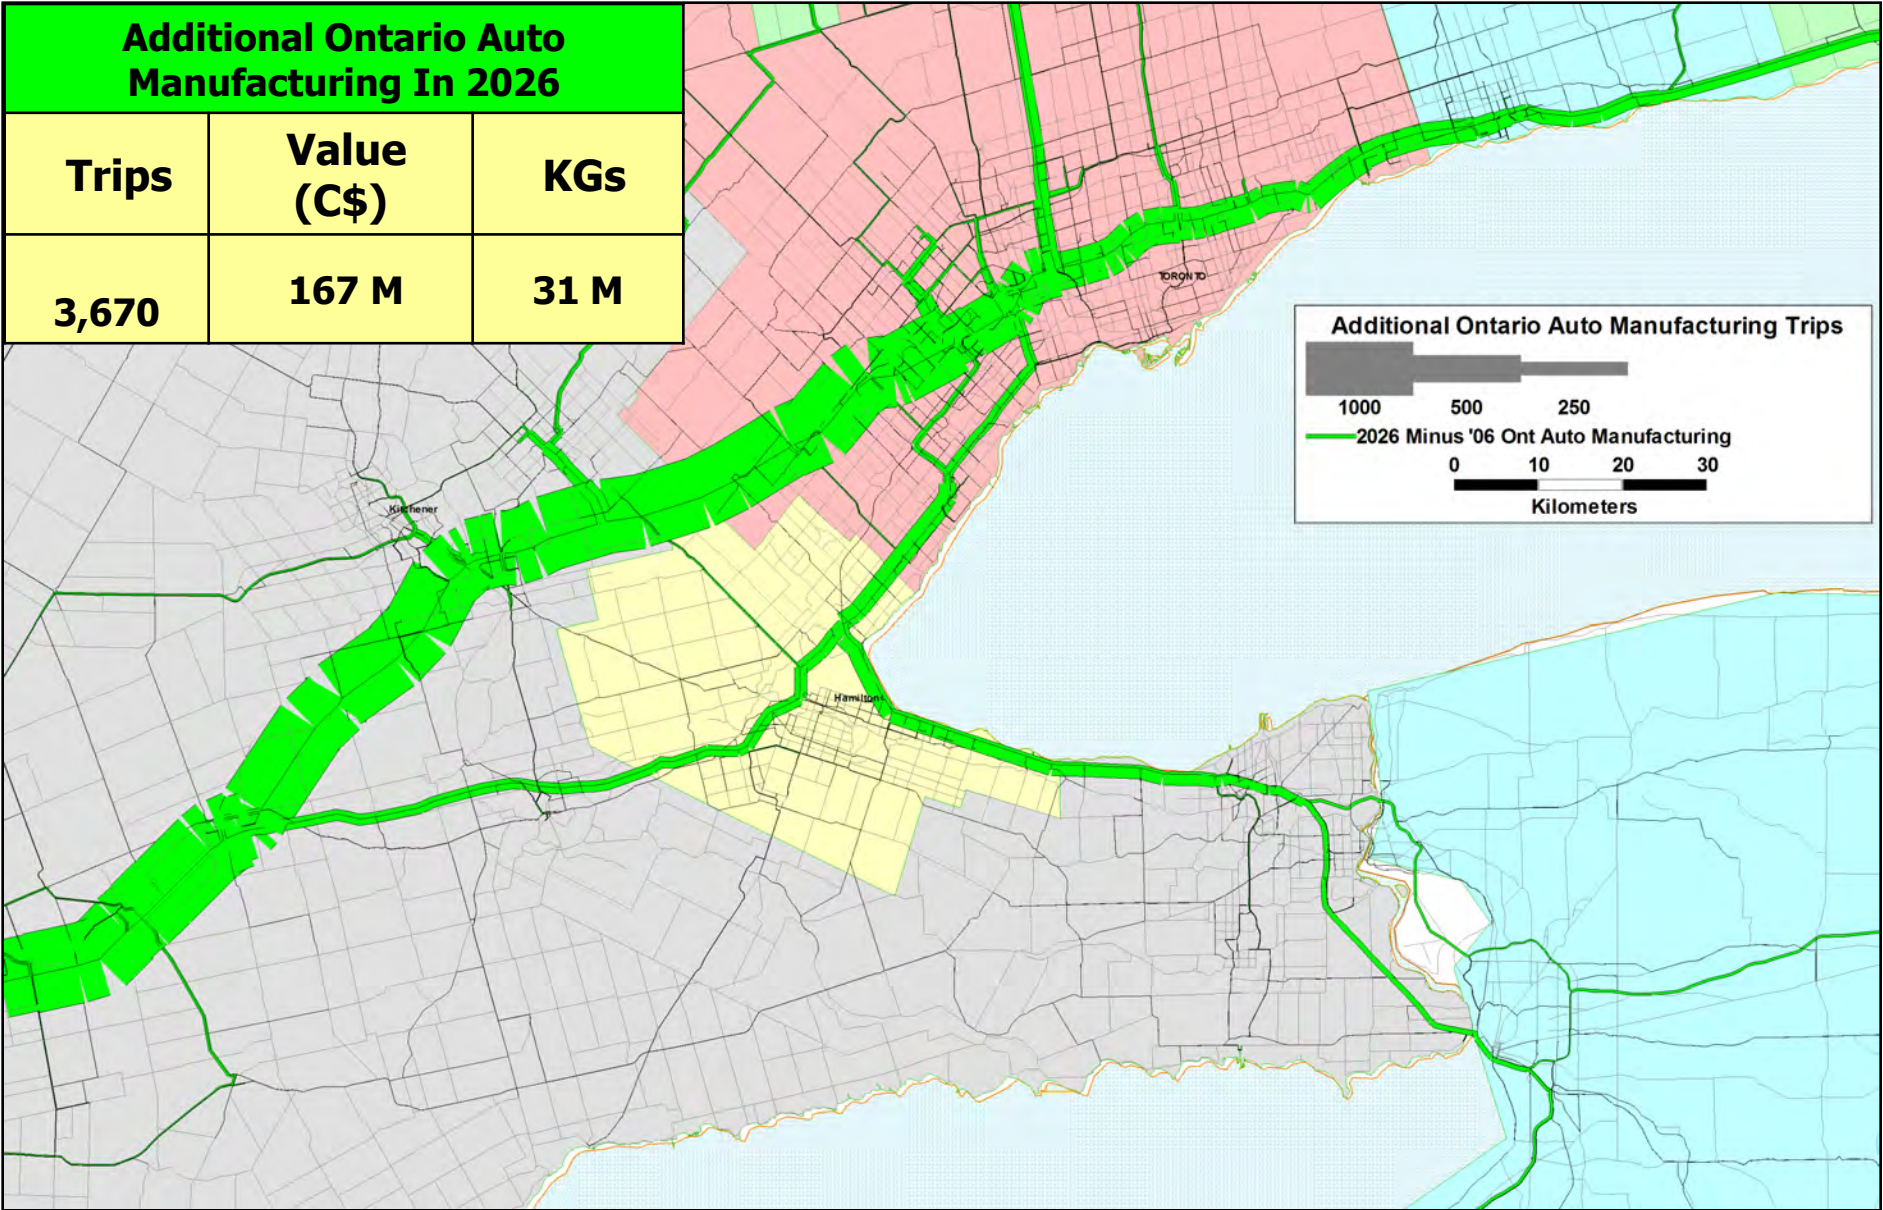 Additional Ontario Auto
Manufacturing In 2026
Trips
Value
(C$)
KGs
3,670
167 M
31 M
TORONTO
Additional Ontario Auto Manufacturing Trips
1000 500 250
2026 Minus '06 Ont Auto Manufacturing
0 10 20 30
Kilometers
Kitchener
Hamilton